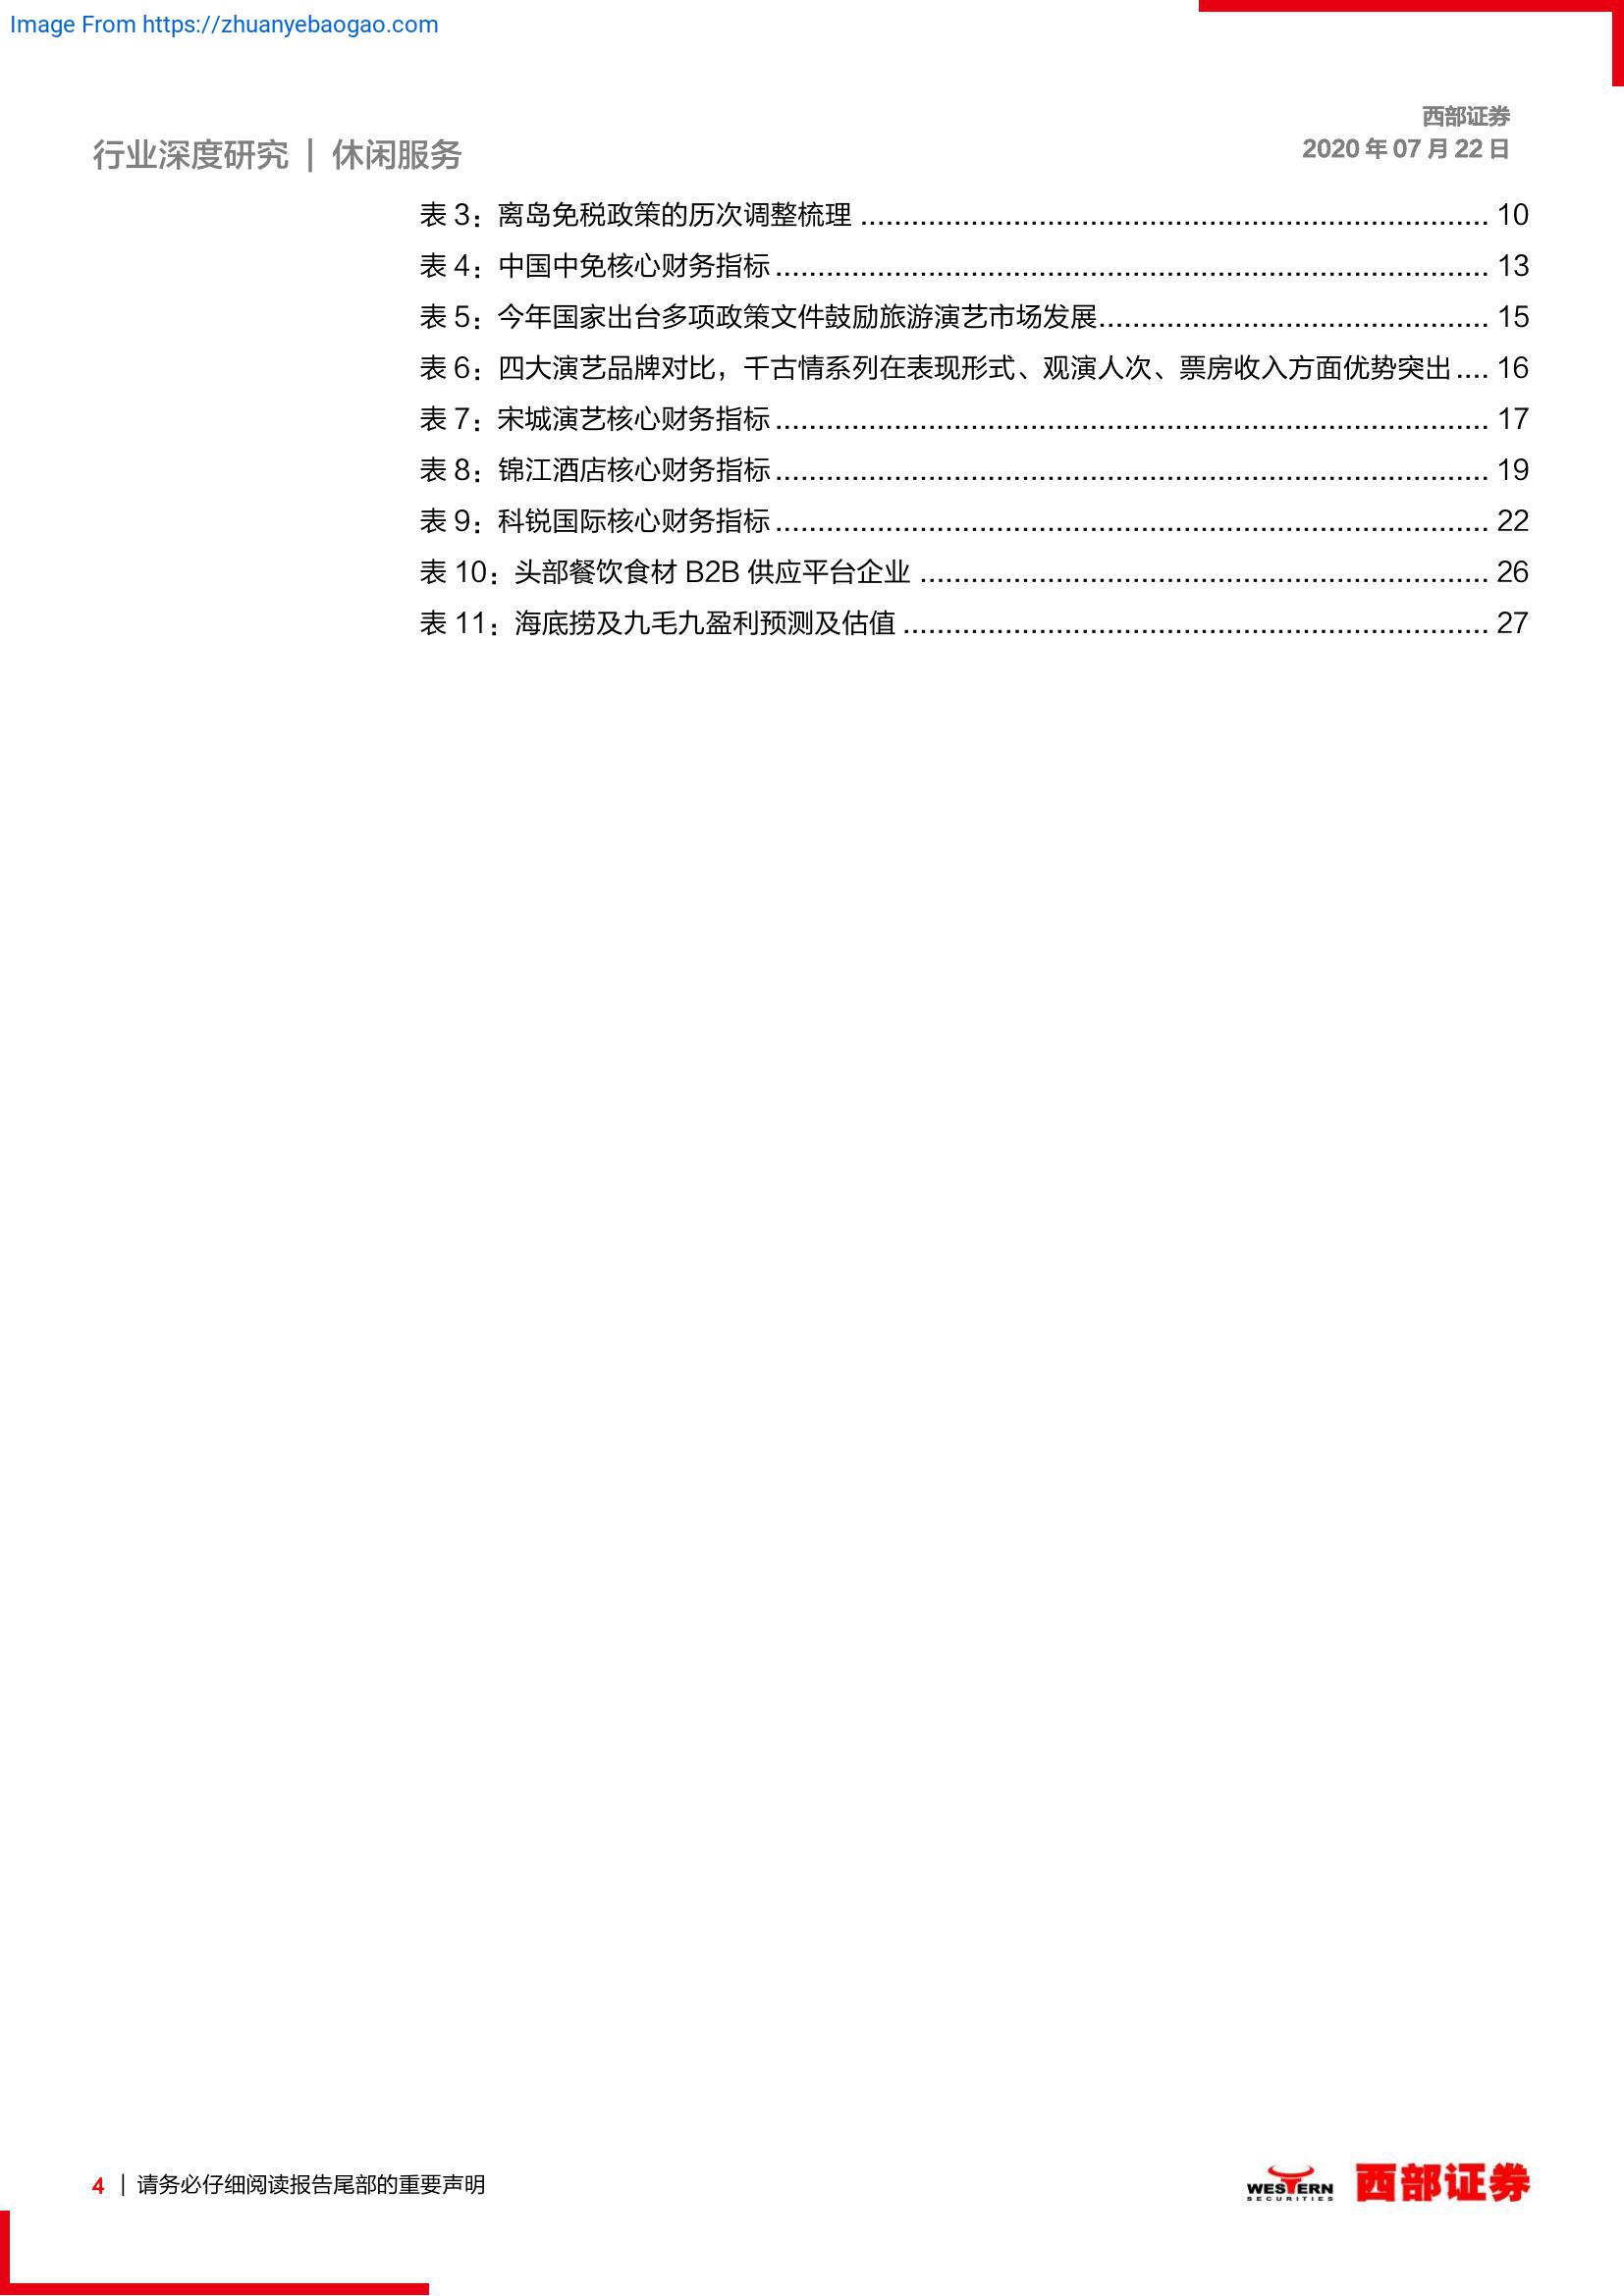 Image From https://zhuanyebaogao.com
西部证券
行业深度研究 | 休闲服务
2020 年 07 月 22 日
表 3：离岛免税政策的历次调整梳理 ........................................................................... 10
表 4：中国中免核心财务指标 ..................................................................................... 13
表 5：今年国家出台多项政策文件鼓励旅游演艺市场发展.............................................. 15
表 6：四大演艺品牌对比，千古情系列在表现形式、观演人次、票房收入方面优势突出 .... 16
表 7：宋城演艺核心财务指标 ..................................................................................... 17
表 8：锦江酒店核心财务指标 ..................................................................................... 19
表 9：科锐国际核心财务指标 ..................................................................................... 22
表 10：头部餐饮食材 B2B 供应平台企业 .................................................................... 26
表 11：海底捞及九毛九盈利预测及估值 ...................................................................... 27
4 | 请务必仔细阅读报告尾部的重要声明
WESTERN
SECURITIES
西部证券